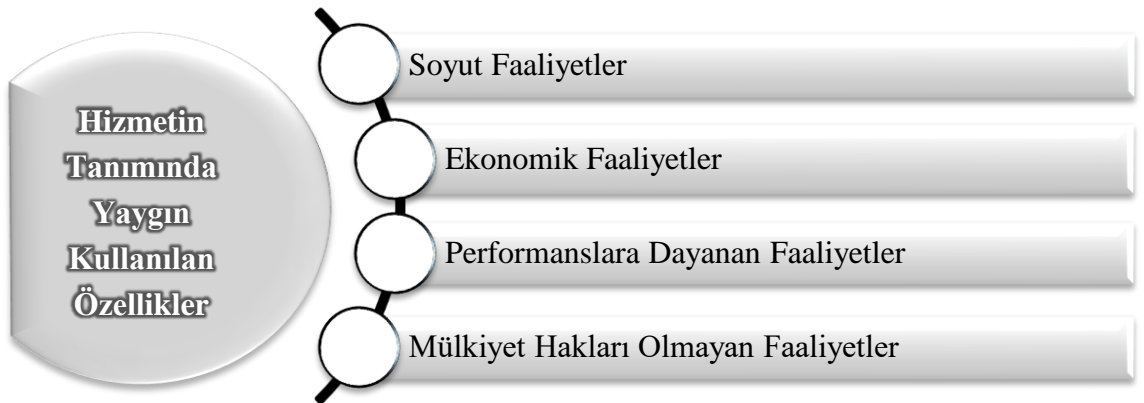 Hizmetin
Tanımında
Yaygın
Kullanılan
Özellikler
Soyut Faaliyetler
Ekonomik Faaliyetler
Performanslara Dayanan Faaliyetler
Mülkiyet Hakları Olmayan Faaliyetler